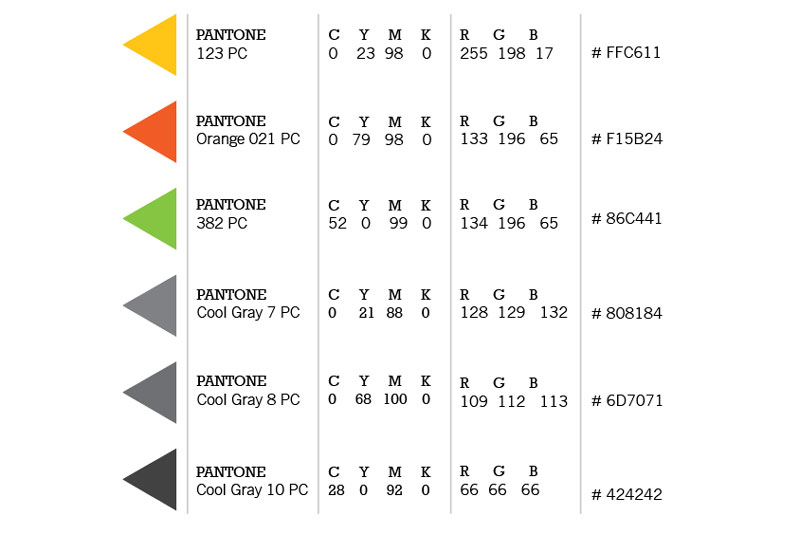 PANTONE C Y M K R G B
123 PC 0 23 98 0 255 198 17 # FFC611
PANTONE C Y M K R G B
Orange 021 PC 0 79 98 0 133 196 65 # F15B24
PANTONE C Y M K R G B
382 PC 52 0 99 0 134 196 65 # 86C441
PANTONE C Y M K R G B
Cool Gray 7 PC 0 21 88 0 128 129 132 # 808184
PANTONE C Y M K R G B
Cool Gray 8 PC 0 68 100 0 109 112 113 # 6D7071
PANTONE C Y M K R G B
Cool Gray 10 PC 28 0 92 0 66 66 66 # 424242